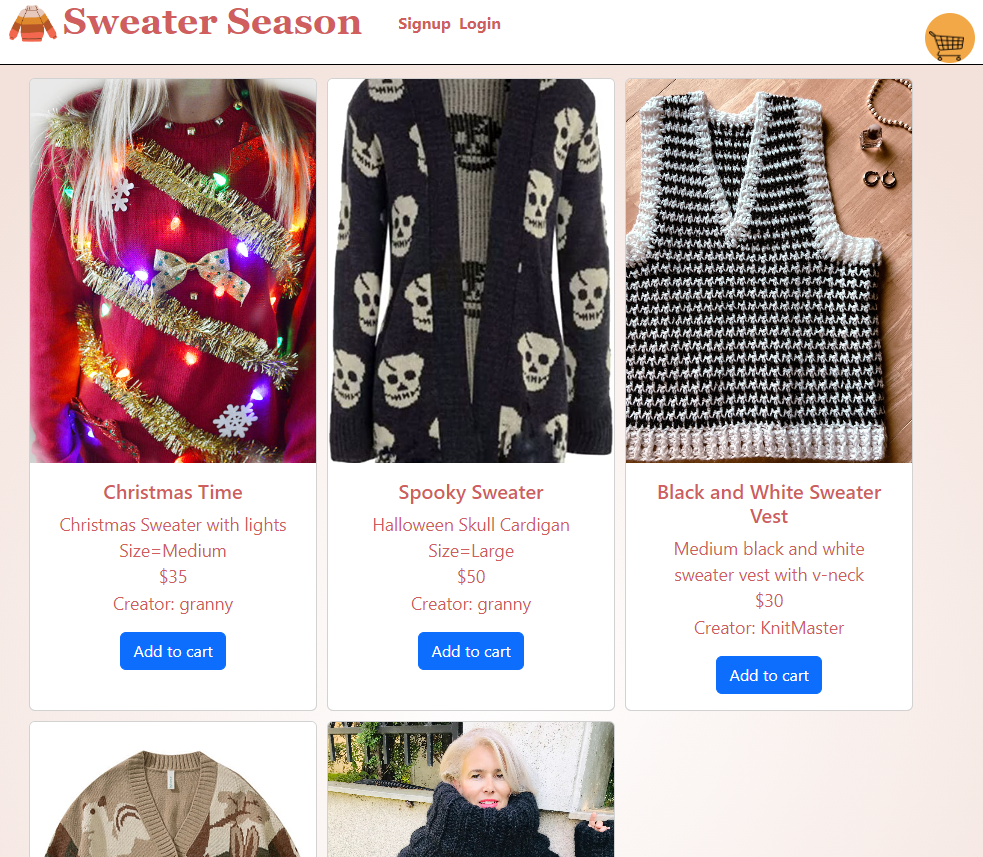 Sweater Season
Signup Login
Christmas Time
Christmas Sweater with lights
Size=Medium
$35
Creator: granny
Add to cart
Spooky Sweater
Halloween Skull Cardigan
Size=Large
$50
Creator: granny
Add to cart
Black and White Sweater
Vest
Medium black and white
sweater vest with v-neck
$30
Creator: KnitMaster
Add to cart